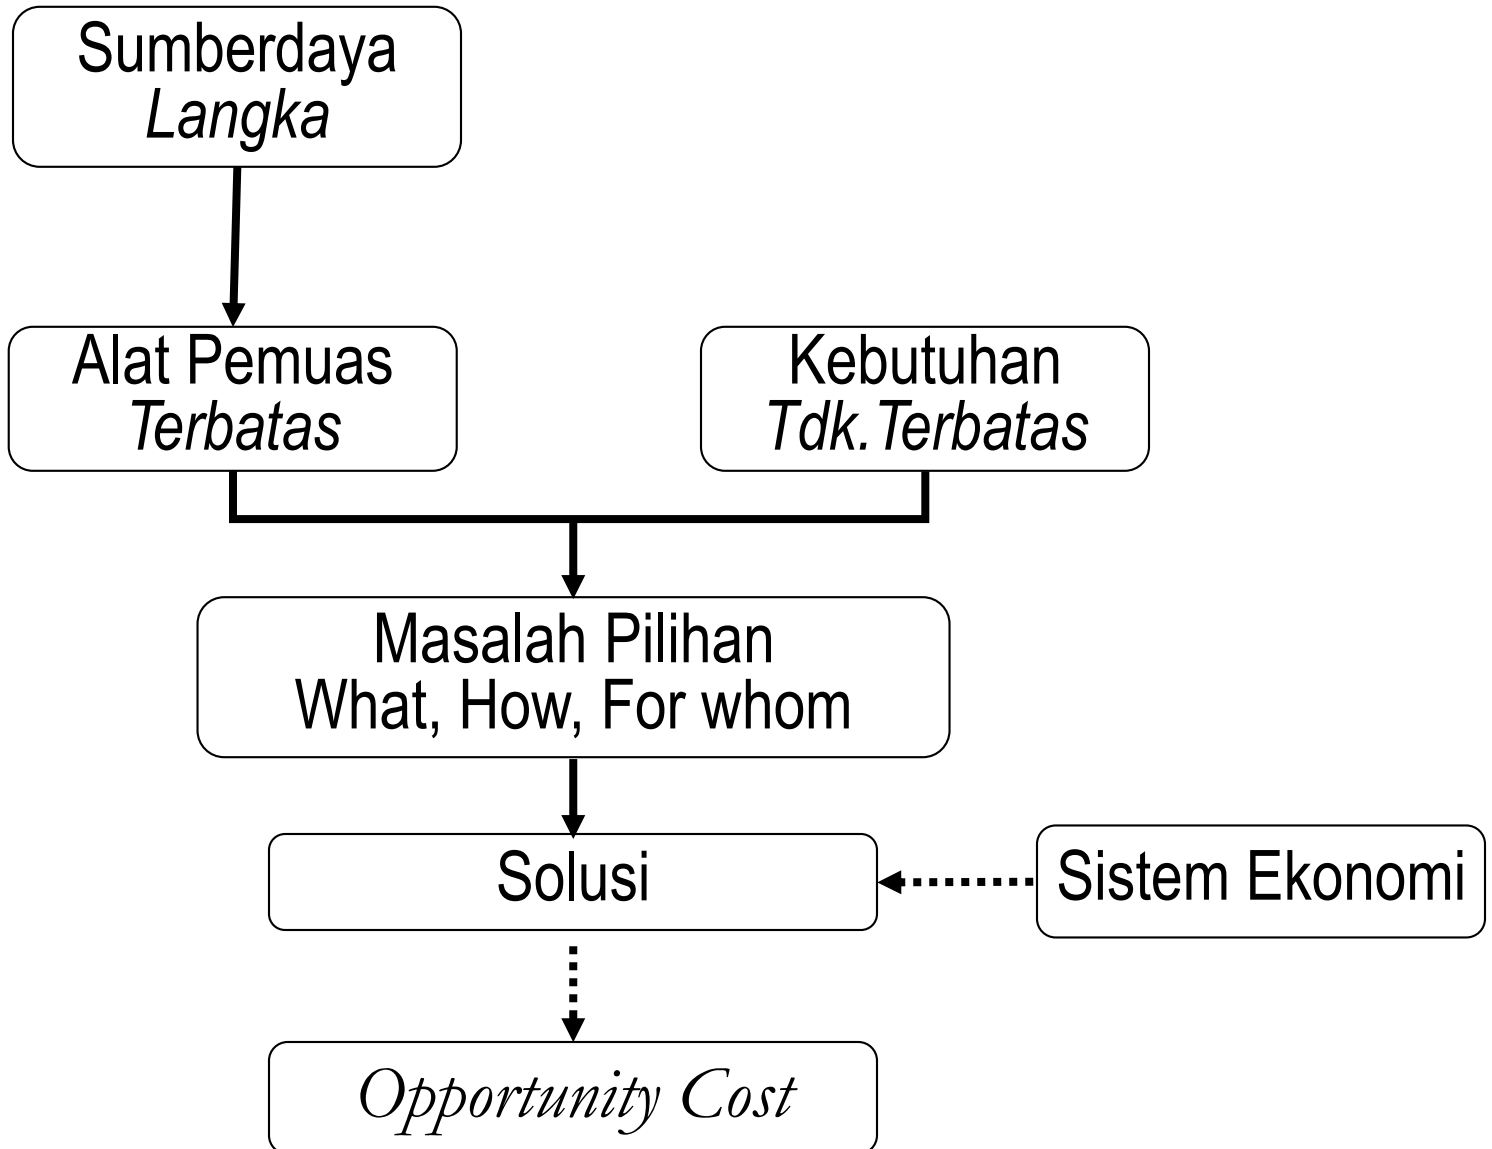 Sumberdaya
Langka
Alat Pemuas
Terbatas
Kebutuhan
Tdk.Terbatas
Masalah Pilihan
What, How, For whom
Solusi
Sistem Ekonomi
Opportunity Cost